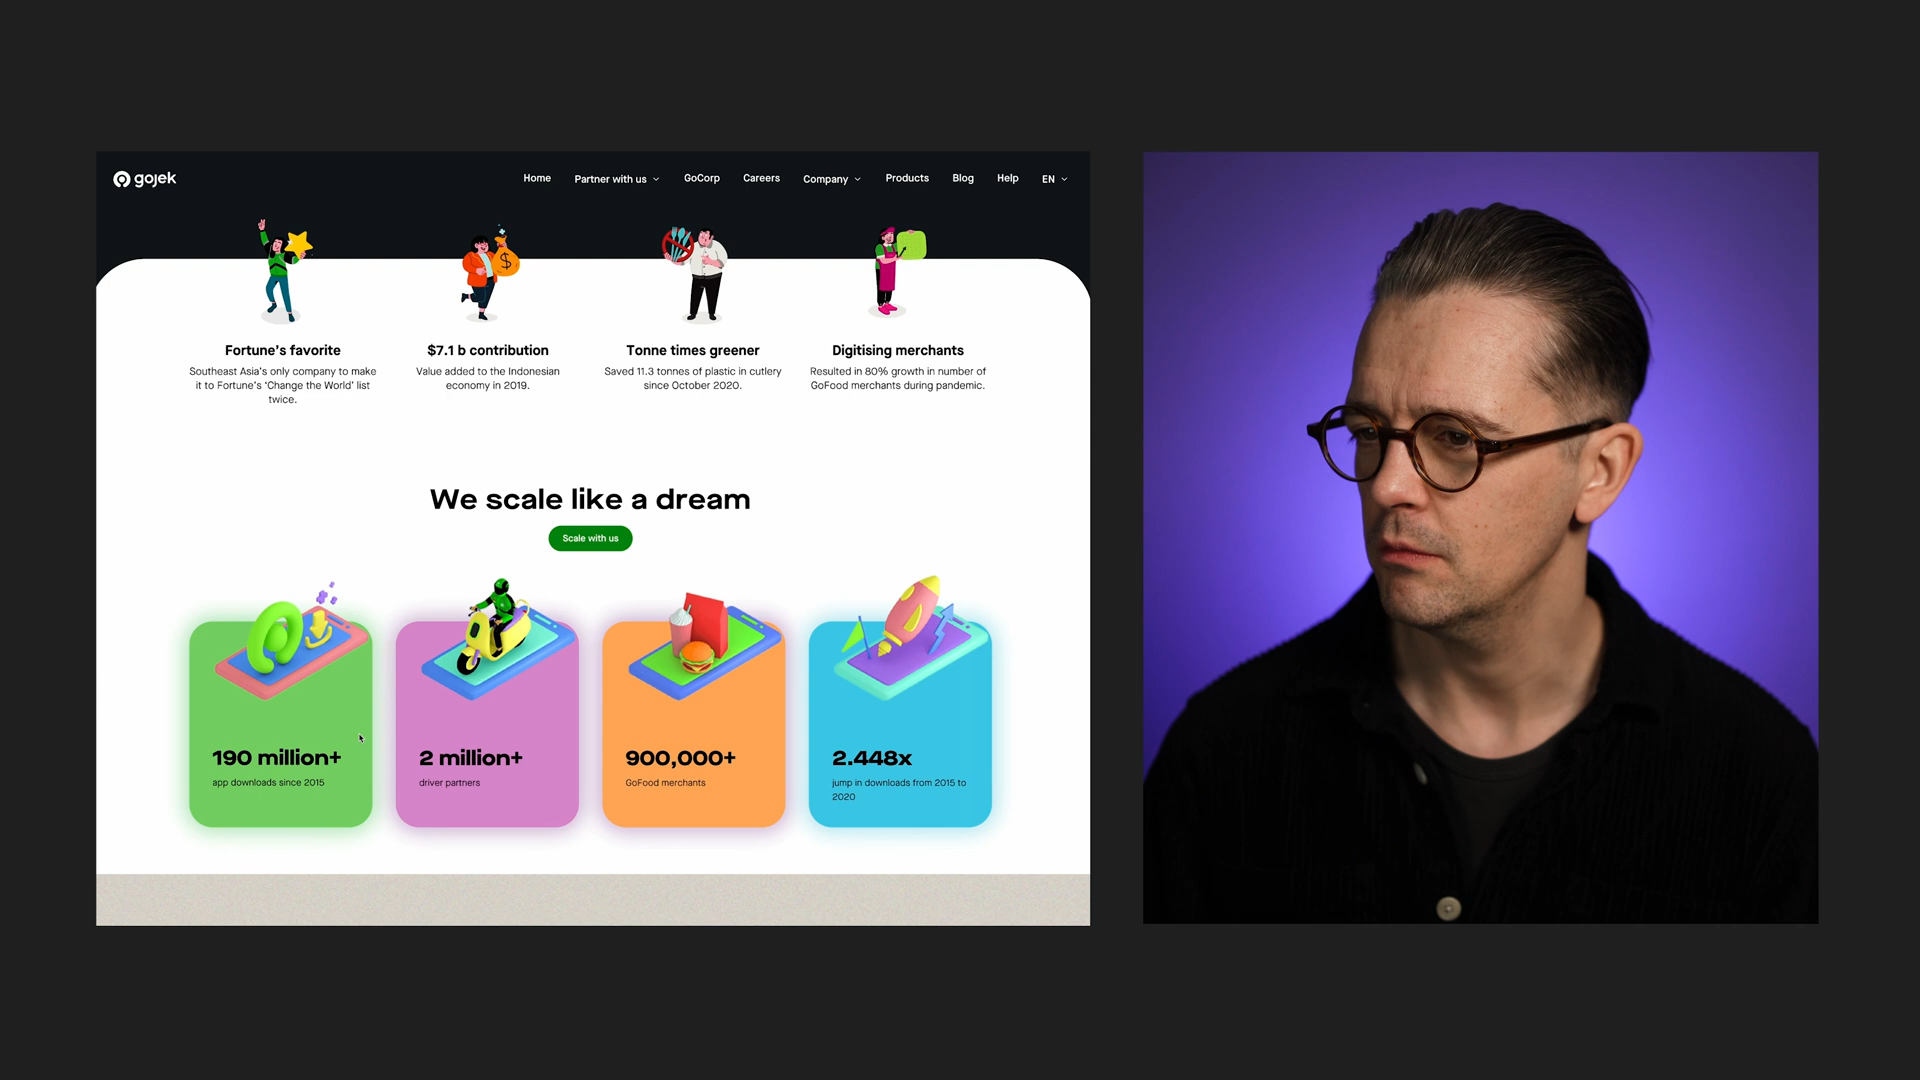 gojek
Home Partner with us GoCorp Careers Company Products Blog Help EN
$
Fortune's favorite
Southeast Asia's only company to make
it to Fortune's 'Change the World' list
twice.
$7.1 b contribution
Value added to the Indonesian
economy in 2019.
Tonne times greener
Saved 11.3 tonnes of plastic in cutlery
since October 2020.
Digitising merchants
Resulted in 80% growth in number of
GoFood merchants during pandemic.
We scale like a dream
Scale with us
190 million+
app downloads since 2015
2 million+
driver partners
900,000+
GoFood merchants
2.448x
jump in downloads from 2015 to
2020